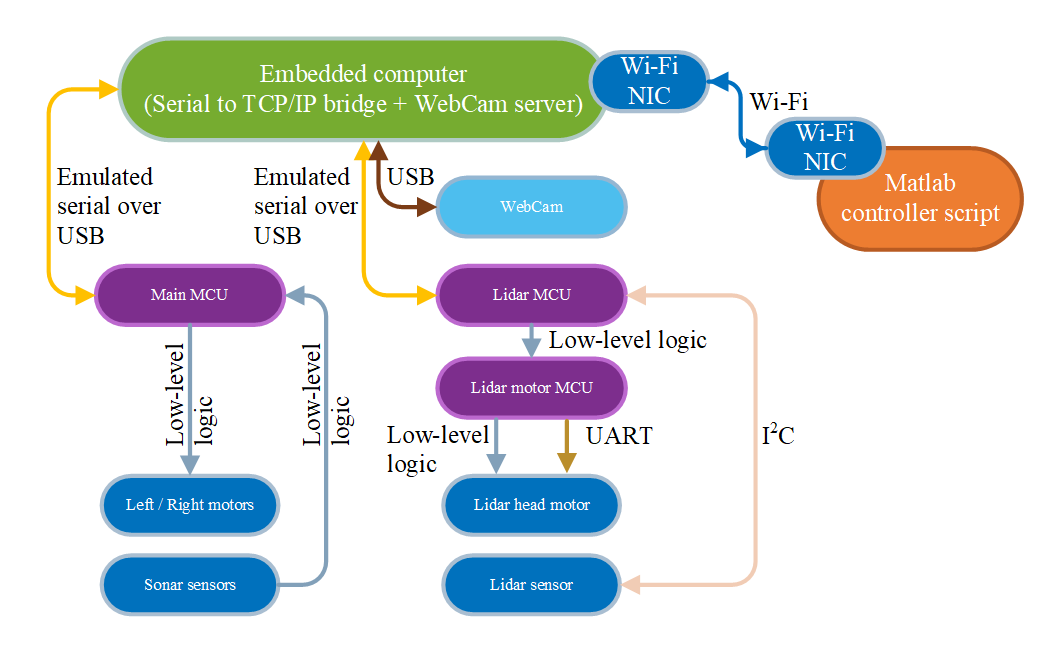 Embedded computer
(Serial to TCP/IP bridge + WebCam server)
Wi-Fi
NIC
Wi-Fi
Wi-Fi
NIC
Matlab
controller script
Emulated
serial over
USB
Emulated
serial over
USB
USB
WebCam
Main MCU
Lidar MCU
Low-level
logic
Low-level
logic
Low-level logic
Lidar motor MCU
Low-level
logic
UART
I²C
Left / Right motors
Lidar head motor
Sonar sensors
Lidar sensor